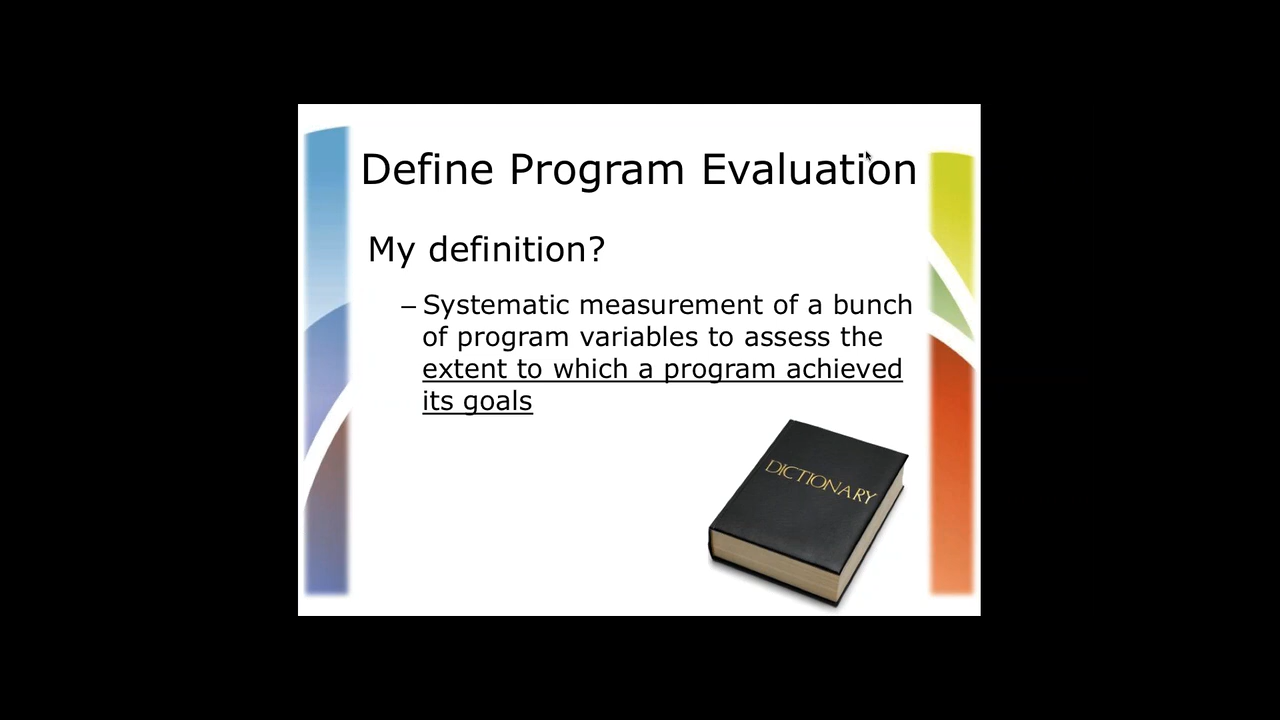 Define Program Evaluation
My definition?
– Systematic measurement of a bunch
of program variables to assess the
extent to which a program achieved
its goals
DICTIONARY